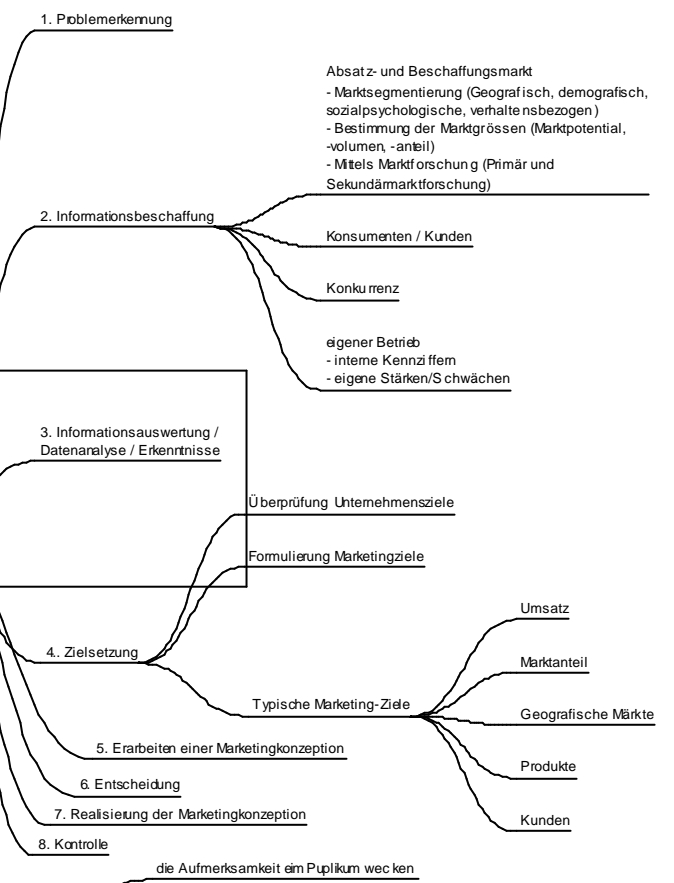 1. Problemerkennung
Absatz- und Beschaffungsmarkt
- Marktsegmentierung (Geografisch, demografisch,
sozialpsychologische, verhaltensbezogen)
- Bestimmung der Marktgrössen (Marktpotential,
-volumen, -anteil)
- Mittels Marktforschung (Primär und
Sekundärmarktforschung)
2. Informationsbeschaffung
Konsumenten / Kunden
Konkurrenz
eigener Betrieb
- interne Kennziffern
- eigene Stärken/Schwächen
3. Informationsauswertung /
Datenanalyse / Erkenntnisse
Überprüfung Unternehmensziele
Formulierung Marketingziele
4. Zielsetzung
Typische Marketing-Ziele
Umsatz
Marktanteil
Geografische Märkte
Produkte
Kunden
5. Erarbeiten einer Marketingkonzeption
6. Entscheidung
7. Realisierung der Marketingkonzeption
8. Kontrolle
die Aufmerksamkeit eim Puplikum wecken